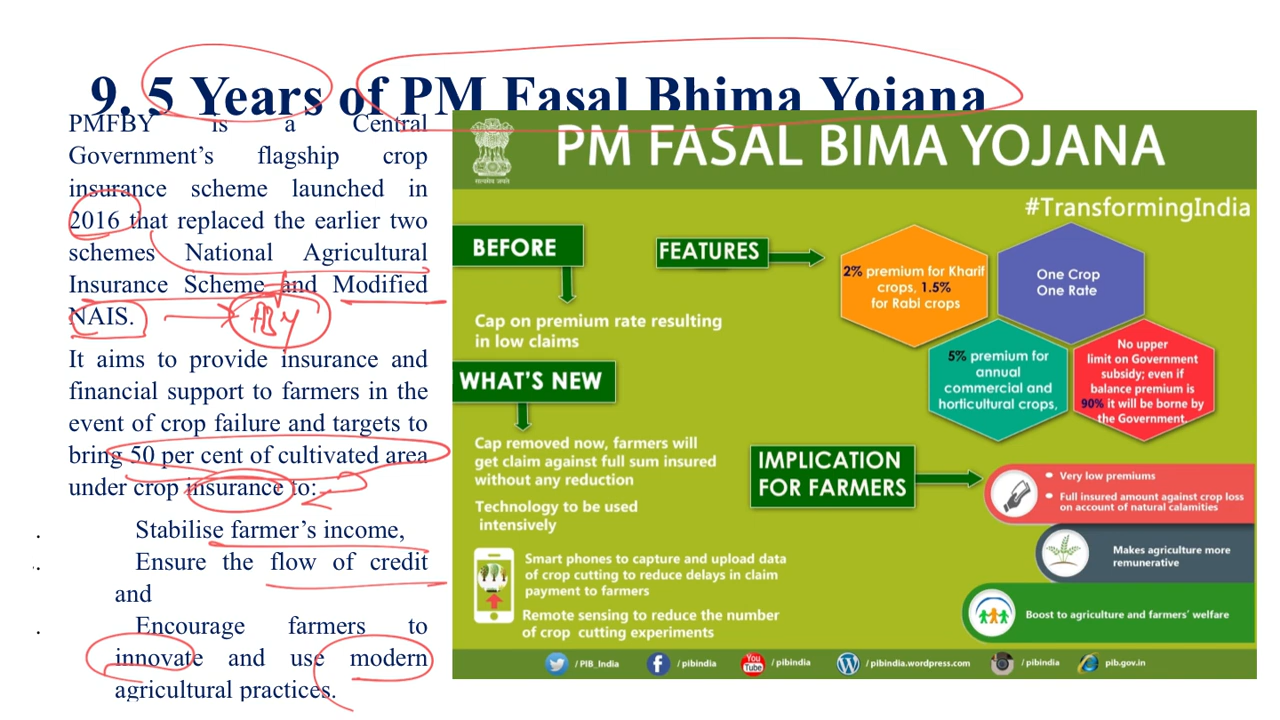 9. 5 Years of PM Fasal Bhima Yojana
PMFBY is a Central
Government's flagship crop
insurance scheme launched in
2016 that replaced the earlier two
schemes National Agricultural
Insurance Scheme and Modified
NAIS.
It aims to provide insurance and
financial support to farmers in the
event of crop failure and targets to
bring 50 per cent of cultivated area
under crop insurance to:
Stabilise farmer's income,
Ensure the flow of credit
and
Encourage farmers to
innovate and use modern
agricultural practices.
सत्यमेव जयते
PM FASAL BIMA YOJANA
#TransformingIndia
BEFORE
Cap on premium rate resulting
in low claims
WHAT'S NEW
Cap removed now, farmers will
get claim against full sum insured
without any reduction
Technology to be used
intensively
Smart phones to capture and upload data
of crop cutting to reduce delays in claim
payment to farmers
Remote sensing to reduce the number
of crop cutting experiments
FEATURES
2% premium for Kharif
crops, 1.5%
for Rabi crops
One Crop
One Rate
5% premium for
annual
commercial and
horticultural crops,
No upper
limit on Government
subsidy; even if
balance premium is
90% it will be borne by
the Government.
IMPLICATION
FOR FARMERS
Very low premiums
Full insured amount against crop loss
on account of natural calamities
Makes agriculture more
remunerative
Boost to agriculture and farmers' welfare
/PIB_India
/pibindia
You
Tube
/pibindia
/pibindia.wordpress.com
/pibindia
pib.gov.in